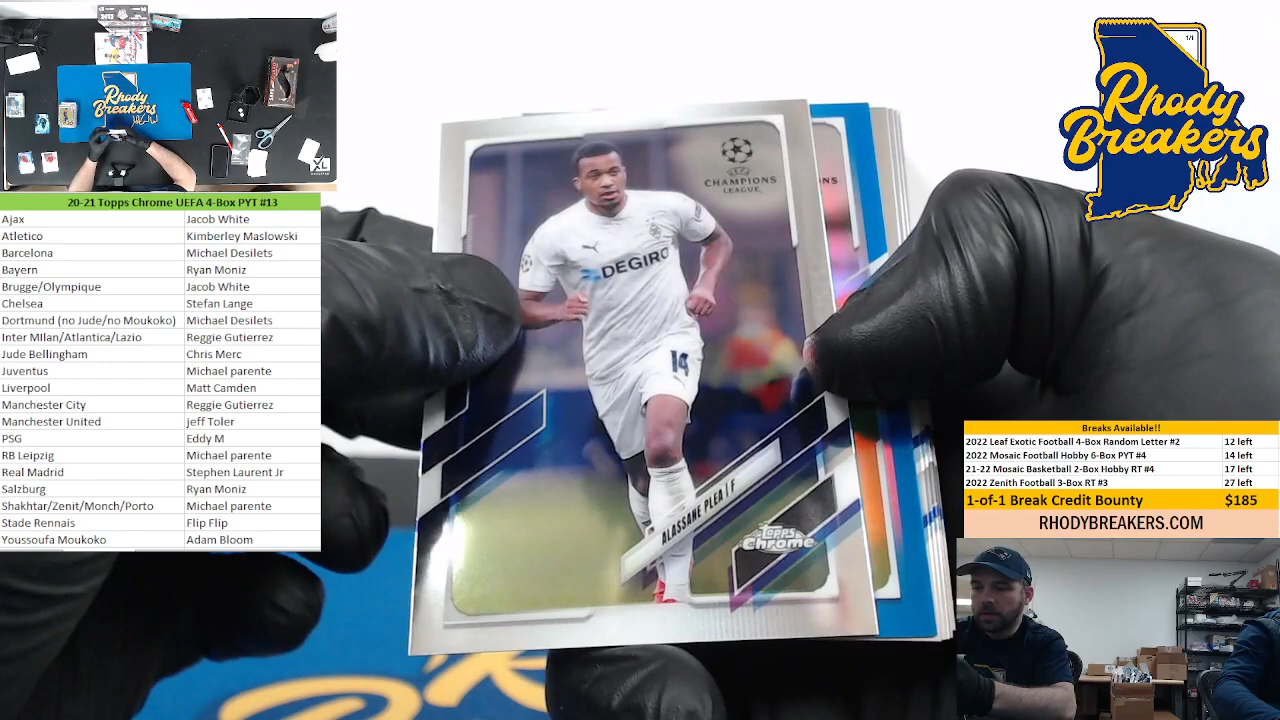 20-21 Topps Chrome UEFA 4-Box PYT #13
Ajax Jacob White
Atletico Kimberley Maslowski
Barcelona Michael Desilets
Bayern Ryan Moniz
Brugge/Olympique Jacob White
Chelsea Stefan Lange
Dortmund (no Jude/no Moukoko) Michael Desilets
Inter MIlan/Atlantica/Lazio Reggie Gutierrez
Jude Bellingham Chris Merc
Juventus Michael parente
Liverpool Matt Camden
Manchester City Reggie Gutierrez
Manchester United jeff Toler
PSG Eddy M
RB Leipzig Michael parente
Real Madrid Stephen Laurent Jr
Salzburg Ryan Moniz
Shakhtar/Zenit/Monch/Porto Michael parente
Stade Rennais Flip Flip
Youssoufa Moukoko Adam Bloom
Rhody
Breakers
XL
UEFA
CHAMPIONS
LEAGUE
ONS
DEGIRO
14
ALASSANE PLEA | F
Topps
Chrome
1/1
Rhody
Breakers
Breaks Available!!
2022 Leaf Exotic Football 4-Box Random Letter #2 12 left
2022 Mosaic Football Hobby 6-Box PYT #4 14 left
21-22 Mosaic Basketball 2-Box Hobby RT #4 17 left
2022 Zenith Football 3-Box RT #3 27 left
1-of-1 Break Credit Bounty $185
RHODYBREAKERS.COM